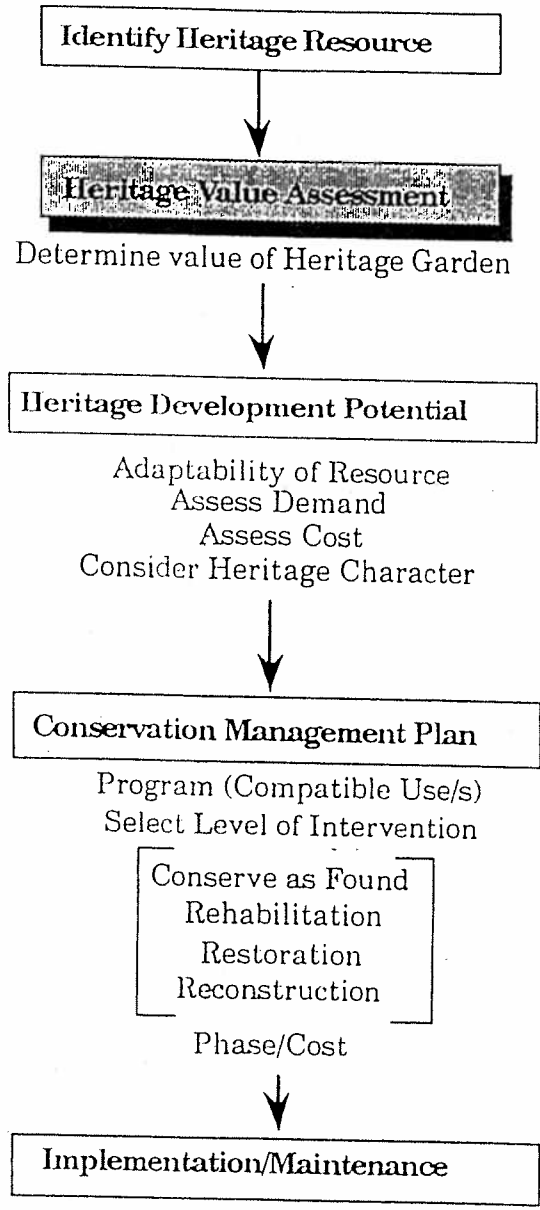 Identify Heritage Resource
Heritage Value Assessment
Determine value of Heritage Garden
Heritage Development Potential
Adaptability of Resource
Assess Demand
Assess Cost
Consider Heritage Character
Conservation Management Plan
Program (Compatible Use/s)
Select Level of Intervention
Conserve as Found
Rehabilitation
Restoration
Reconstruction
Phase/Cost
Implementation/Maintenance